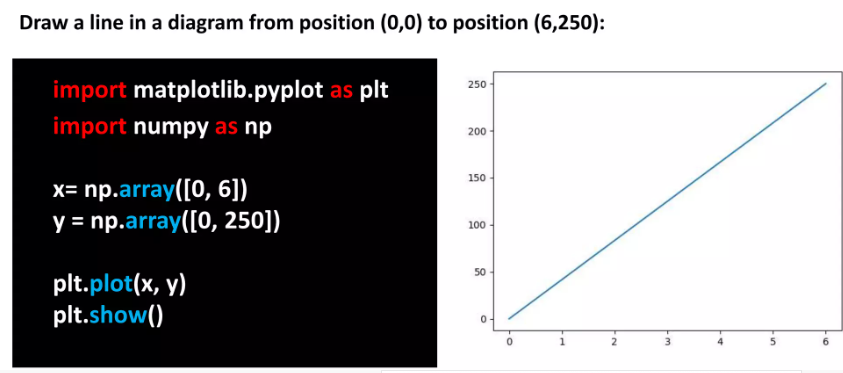 Draw a line in a diagram from position (0,0) to position (6,250):
import matplotlib.pyplot as plt
import numpy as np
x= np.array([0, 6])
y = np.array([0, 250])
plt.plot(x, y)
plt.show()
250
200
150
100
50
0
0 1 2 3 4 5 6